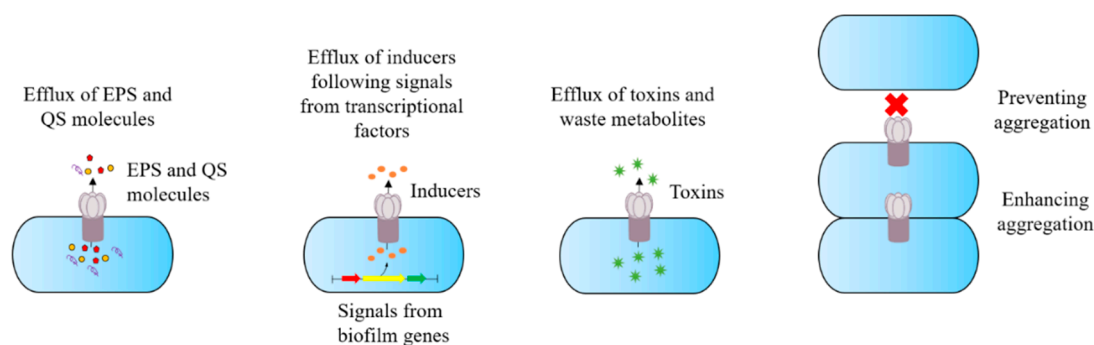 Efflux of EPS and
QS molecules
EPS and QS
molecules
Efflux of inducers
following signals
from transcriptional
factors
Inducers
Signals from
biofilm genes
Efflux of toxins and
waste metabolites
Toxins
Preventing
aggregation
Enhancing
aggregation